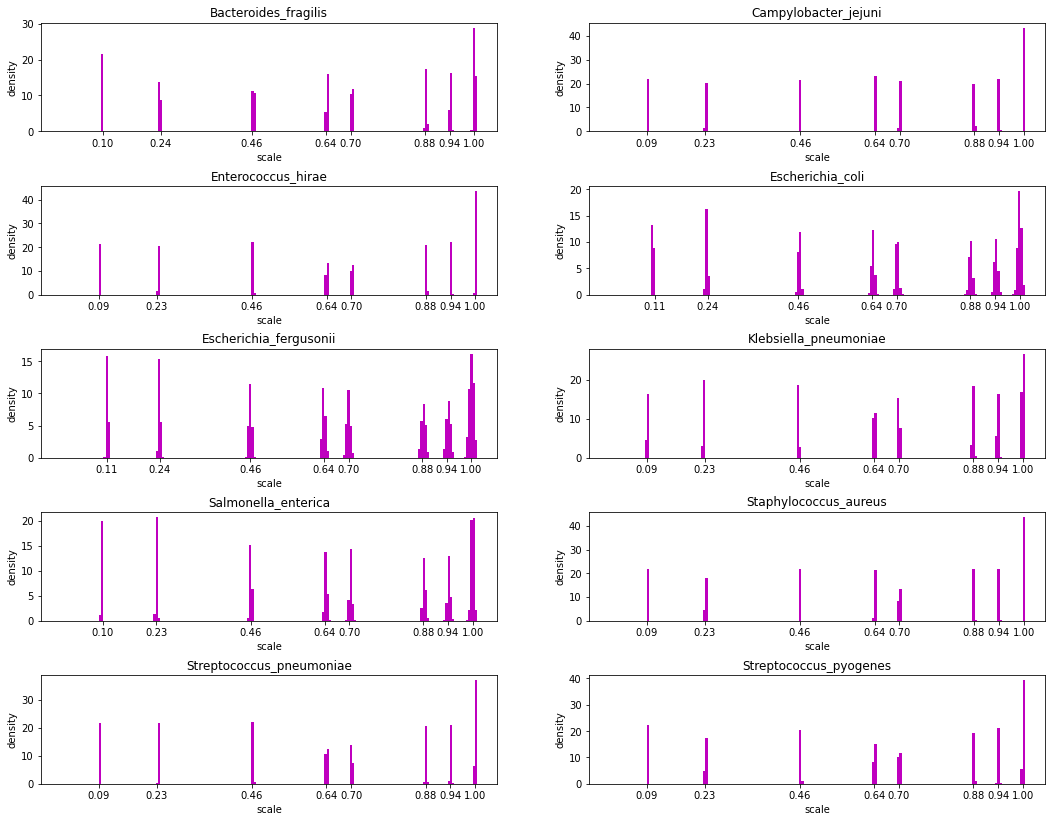 Bacteroides_fragilis
density
30
20
10
0
0.10 0.24 0.46 0.64 0.70 0.88 0.94 1.00
scale
Campylobacter_jejuni
density
40
30
20
10
0
0.09 0.23 0.46 0.64 0.70 0.88 0.94 1.00
scale
Enterococcus_hirae
density
40
30
20
10
0
0.09 0.23 0.46 0.64 0.70 0.88 0.94 1.00
scale
Escherichia_coli
density
20
15
10
5
0
0.11 0.24 0.46 0.64 0.70 0.88 0.94 1.00
scale
Escherichia_fergusonii
density
15
10
5
0
0.11 0.24 0.46 0.64 0.70 0.88 0.94 1.00
scale
Klebsiella_pneumoniae
density
20
10
0
0.09 0.23 0.46 0.64 0.70 0.88 0.94 1.00
scale
Salmonella_enterica
density
20
15
10
5
0
0.10 0.23 0.46 0.64 0.70 0.88 0.94 1.00
scale
Staphylococcus_aureus
density
40
30
20
10
0
0.09 0.23 0.46 0.64 0.70 0.88 0.94 1.00
scale
Streptococcus_pneumoniae
density
30
20
10
0
0.09 0.23 0.46 0.64 0.70 0.88 0.94 1.00
scale
Streptococcus_pyogenes
density
40
30
20
10
0
0.09 0.23 0.46 0.64 0.70 0.88 0.94 1.00
scale